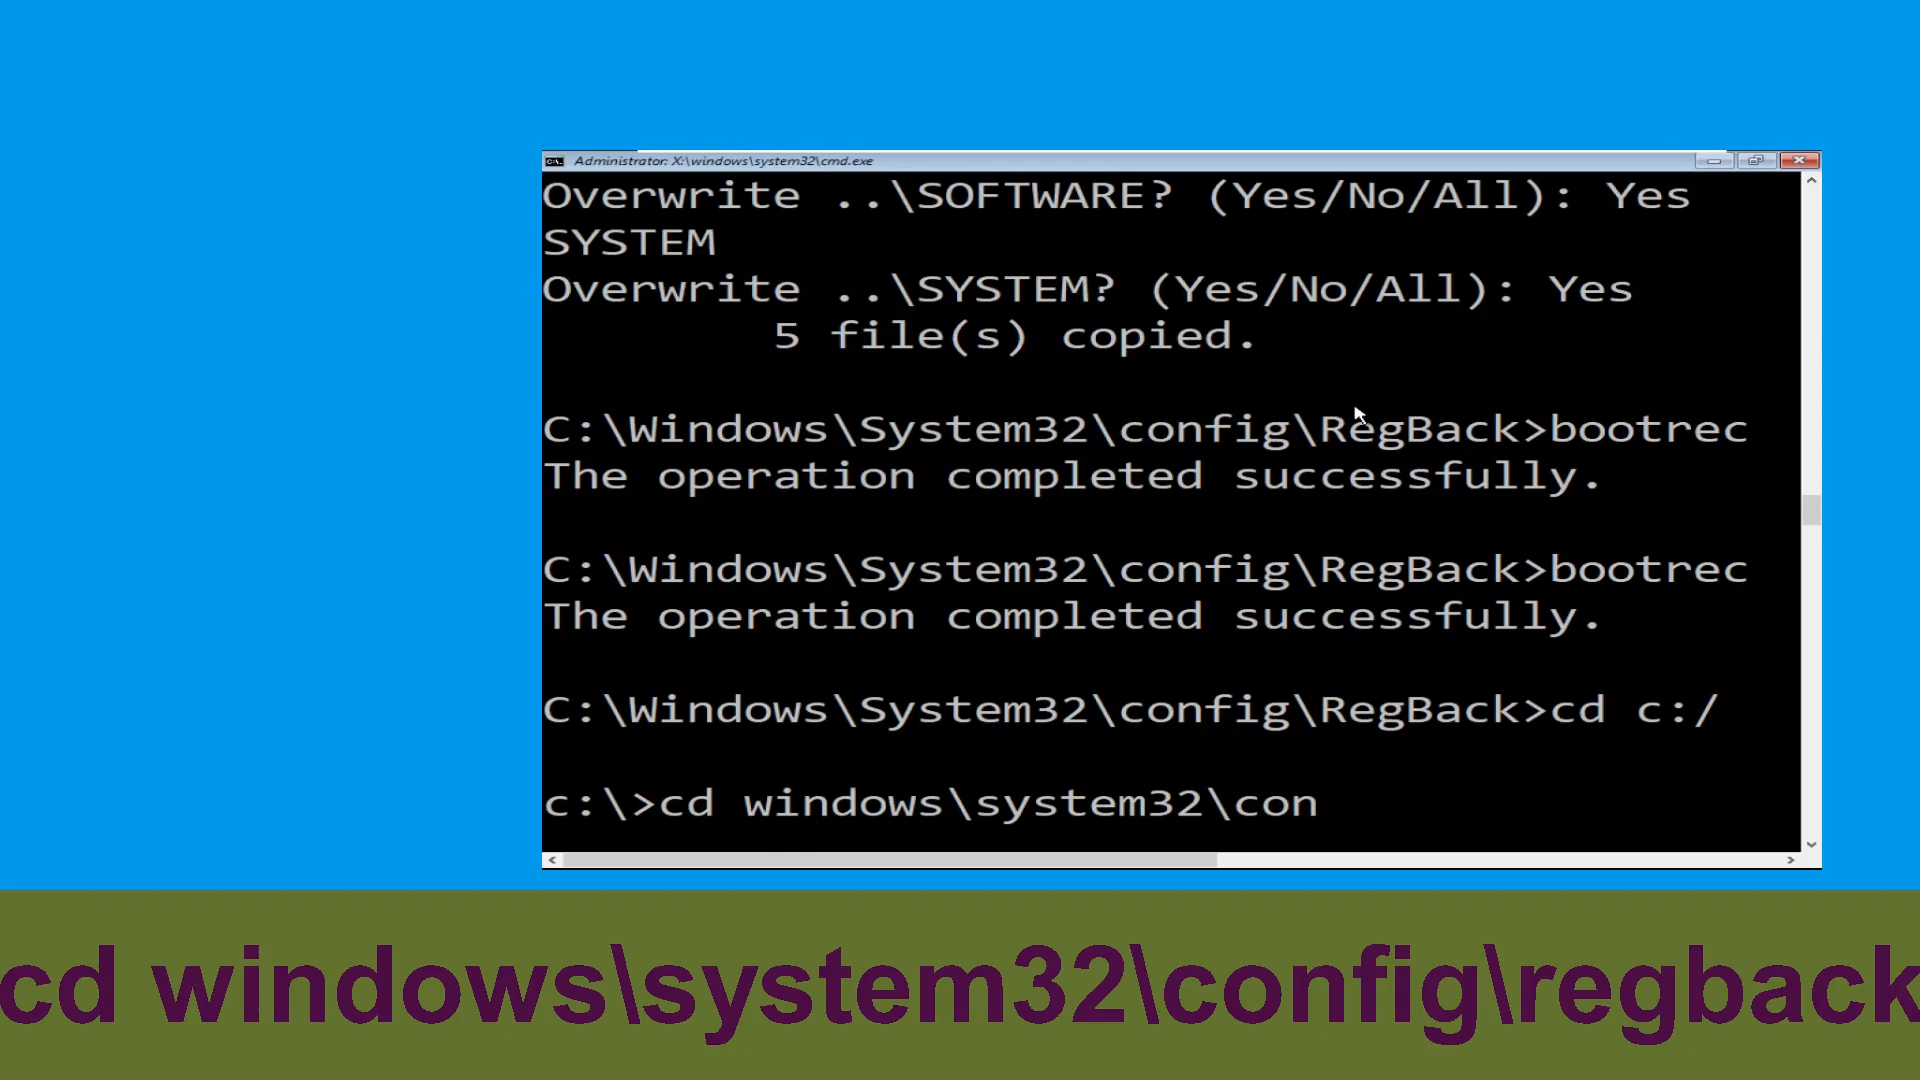 Administrator: X:\windows\system32\cmd.exe
Overwrite ..\SOFTWARE? (Yes/No/All): Yes
SYSTEM
Overwrite ..\SYSTEM? (Yes/No/All): Yes
5 file(s) copied.
C:\Windows\System32\config\RegBack>bootrec
The operation completed successfully.
C:\Windows\System32\config\RegBack>bootrec
The operation completed successfully.
C:\Windows\System32\config\RegBack>cd c:/
c:\>cd windows\system32\con
cd windows\system32\config\regback